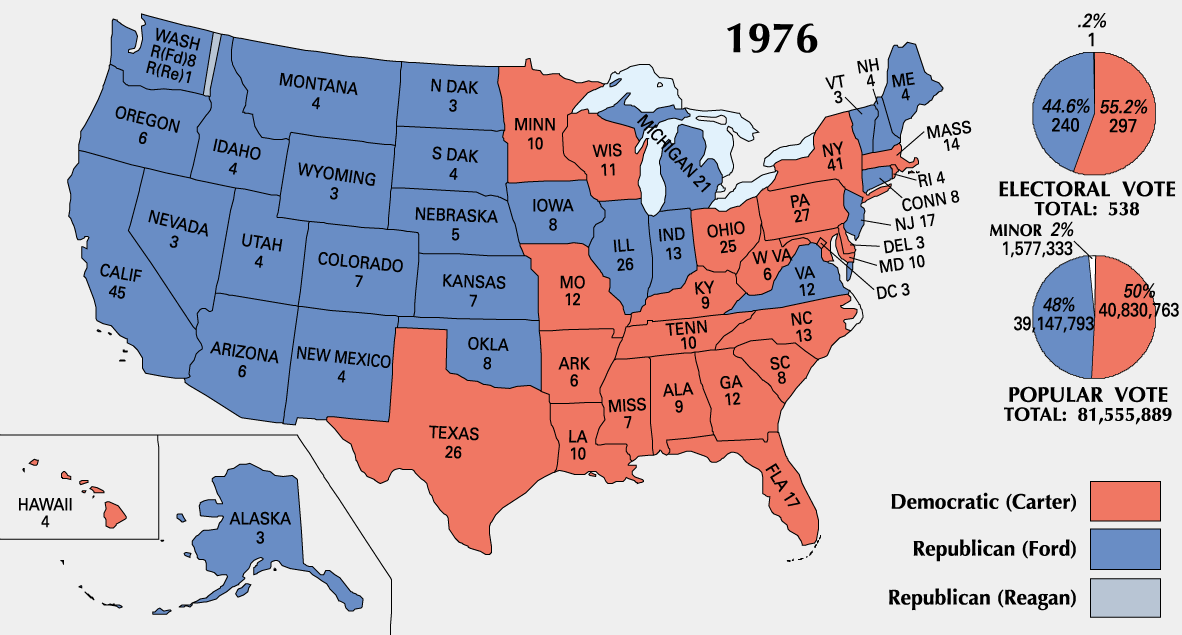 1976
WASH
R(Fd)8
R(Re)1
OREGON
6
CALIF
45
NEVADA
3
IDAHO
4
MONTANA
4
WYOMING
3
UTAH
4
COLORADO
7
ARIZONA
6
NEW MEXICO
4
N DAK
3
S DAK
4
NEBRASKA
5
KANSAS
7
OKLA
8
TEXAS
26
MINN
10
IOWA
8
MO
12
ARK
6
LA
10
WIS
11
ILL
26
MICHIGAN 21
IND
13
OHIO
25
KY
9
TENN
10
MISS
7
ALA
9
GA
12
FLA 17
SC
8
NC
13
VA
12
W VA
6
PA
27
NY
41
VT
3
NH
4
ME
4
MASS
14
RI 4
CONN 8
NJ 17
DEL 3
MD 10
DC 3
HAWAII
4
ALASKA
3
.2%
1
44.6%
240
55.2%
297
ELECTORAL VOTE
TOTAL: 538
MINOR 2%
1,577,333
48%
39,147,793
50%
40,830,763
POPULAR VOTE
TOTAL: 81,555,889
Democratic (Carter)
Republican (Ford)
Republican (Reagan)